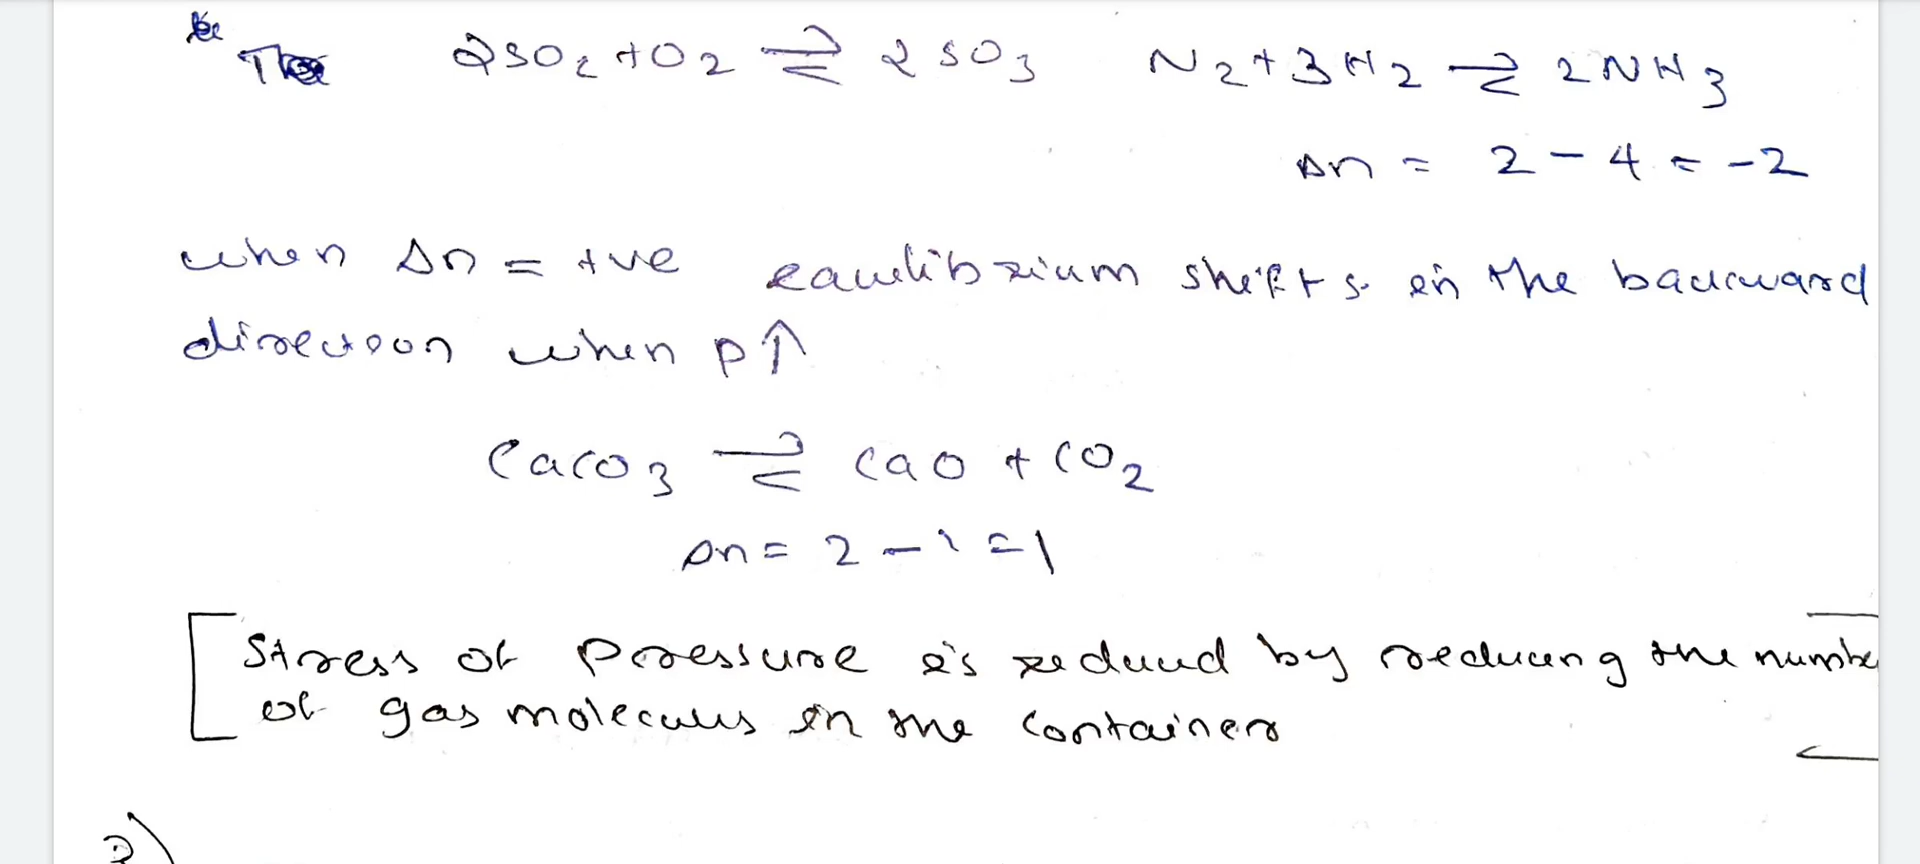 2SO2 + O2 ⇌ 2SO3 N2 + 3H2 ⇌ 2NH3
Δn = 2 - 4 = -2
when Δn = +ve equilibrium shifts in the backward
direction when P↑
CaCO3 ⇌ CaO + CO2
Δn = 2 - 1 = 1
[Stress of Pressure is reduced by reducing the numbe
of gas molecules in the container
2)